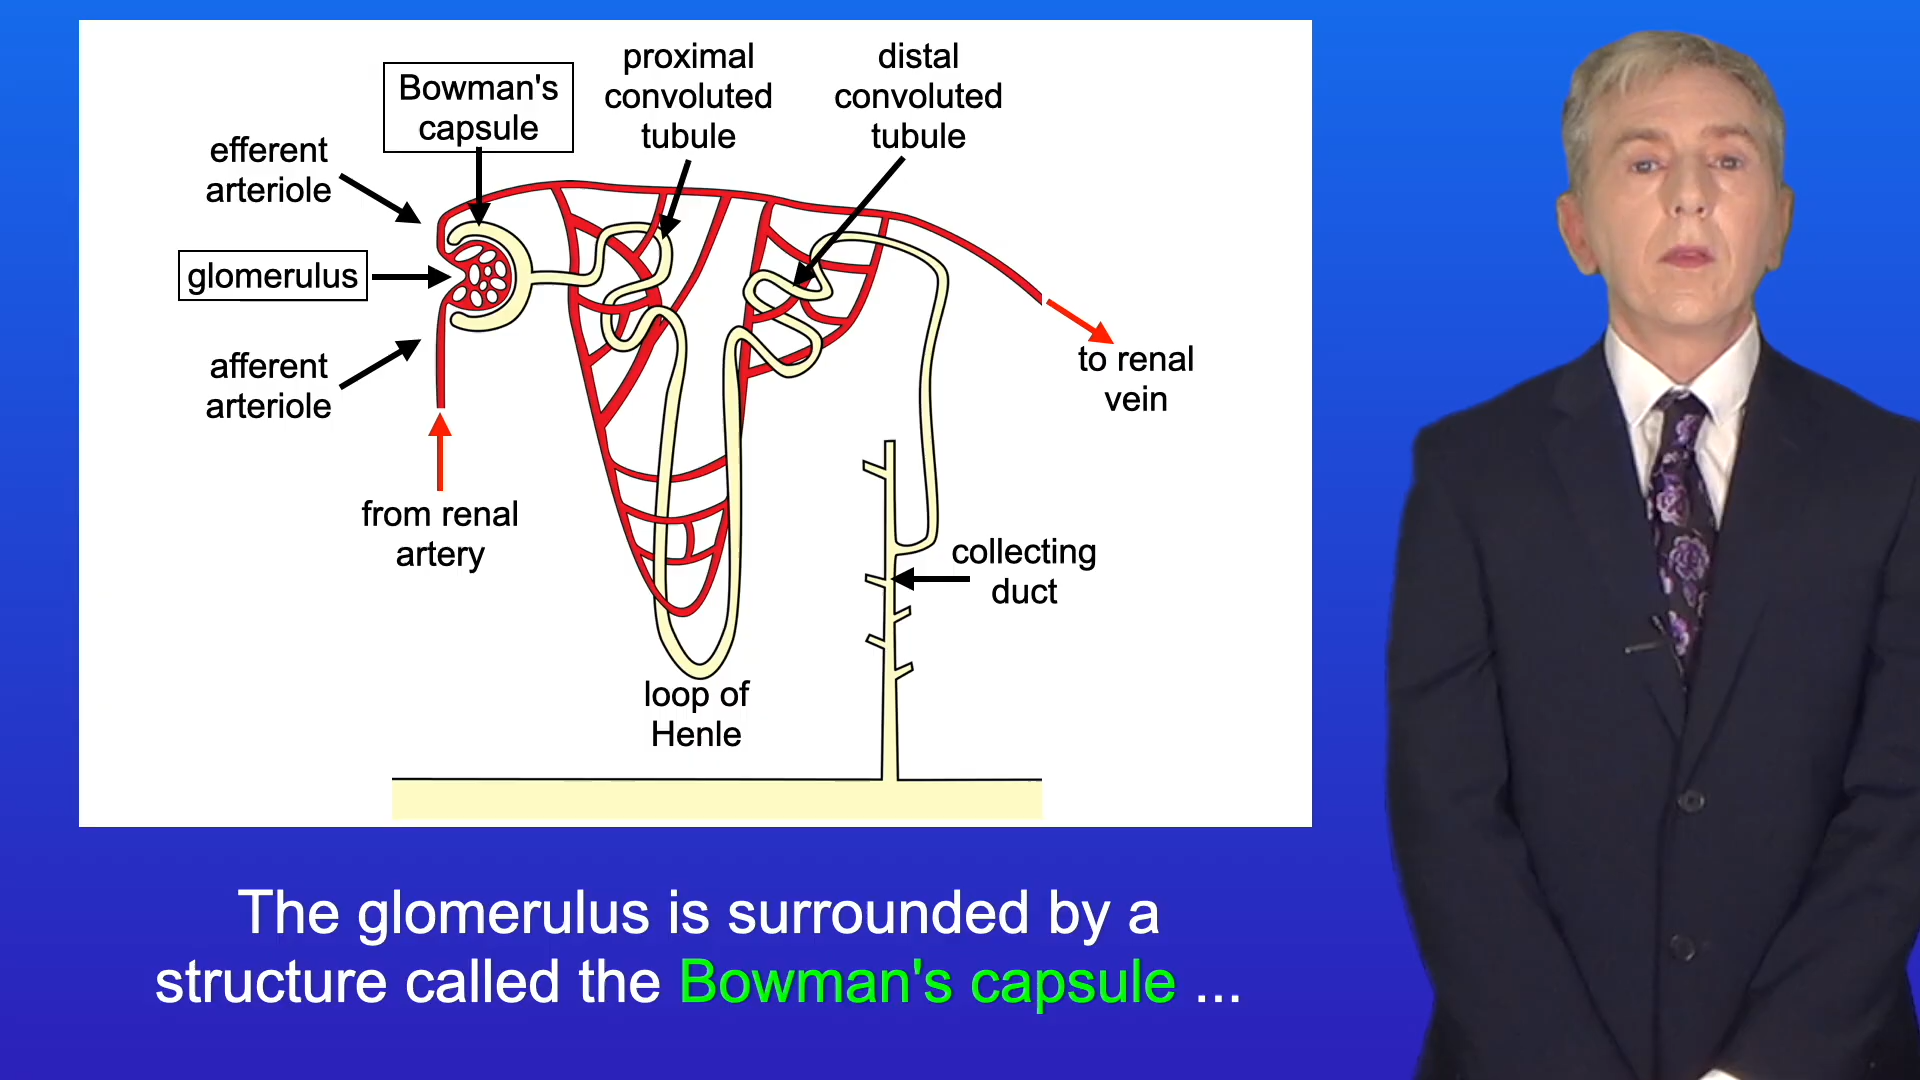 proximal
convoluted
tubule
distal
convoluted
tubule
Bowman's
capsule
efferent
arteriole
glomerulus
afferent
arteriole
from renal
artery
to renal
vein
collecting
duct
loop of
Henle
The glomerulus is surrounded by a
structure called the Bowman's capsule ...